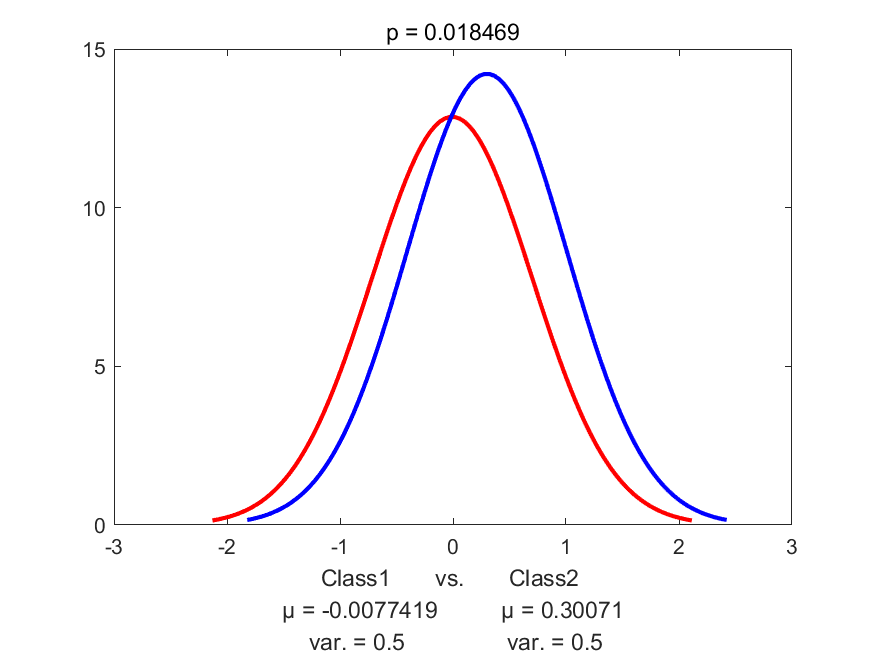 p = 0.018469
15
10
5
0
-3 -2 -1 0 1 2 3
Class1 vs. Class2
μ = -0.0077419 μ = 0.30071
var. = 0.5 var. = 0.5